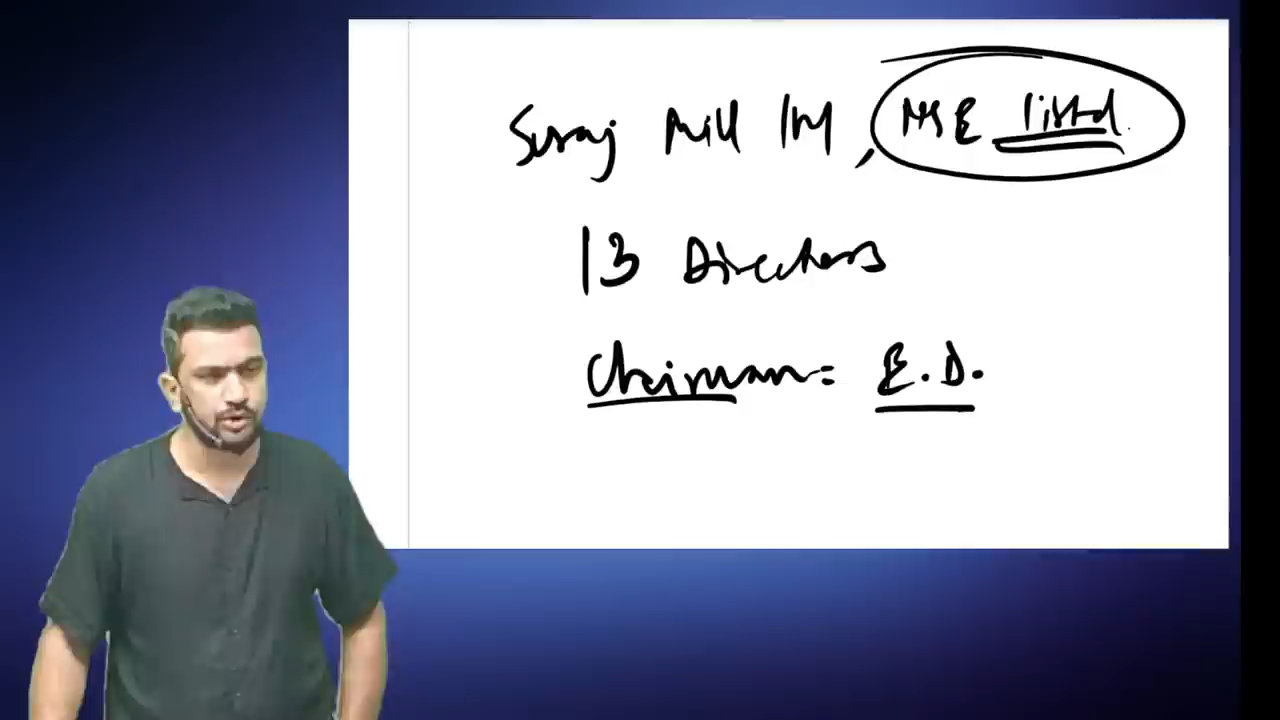 Suraj Mill ltd, NSE listed.
13 Directors
Chairman = E.D.